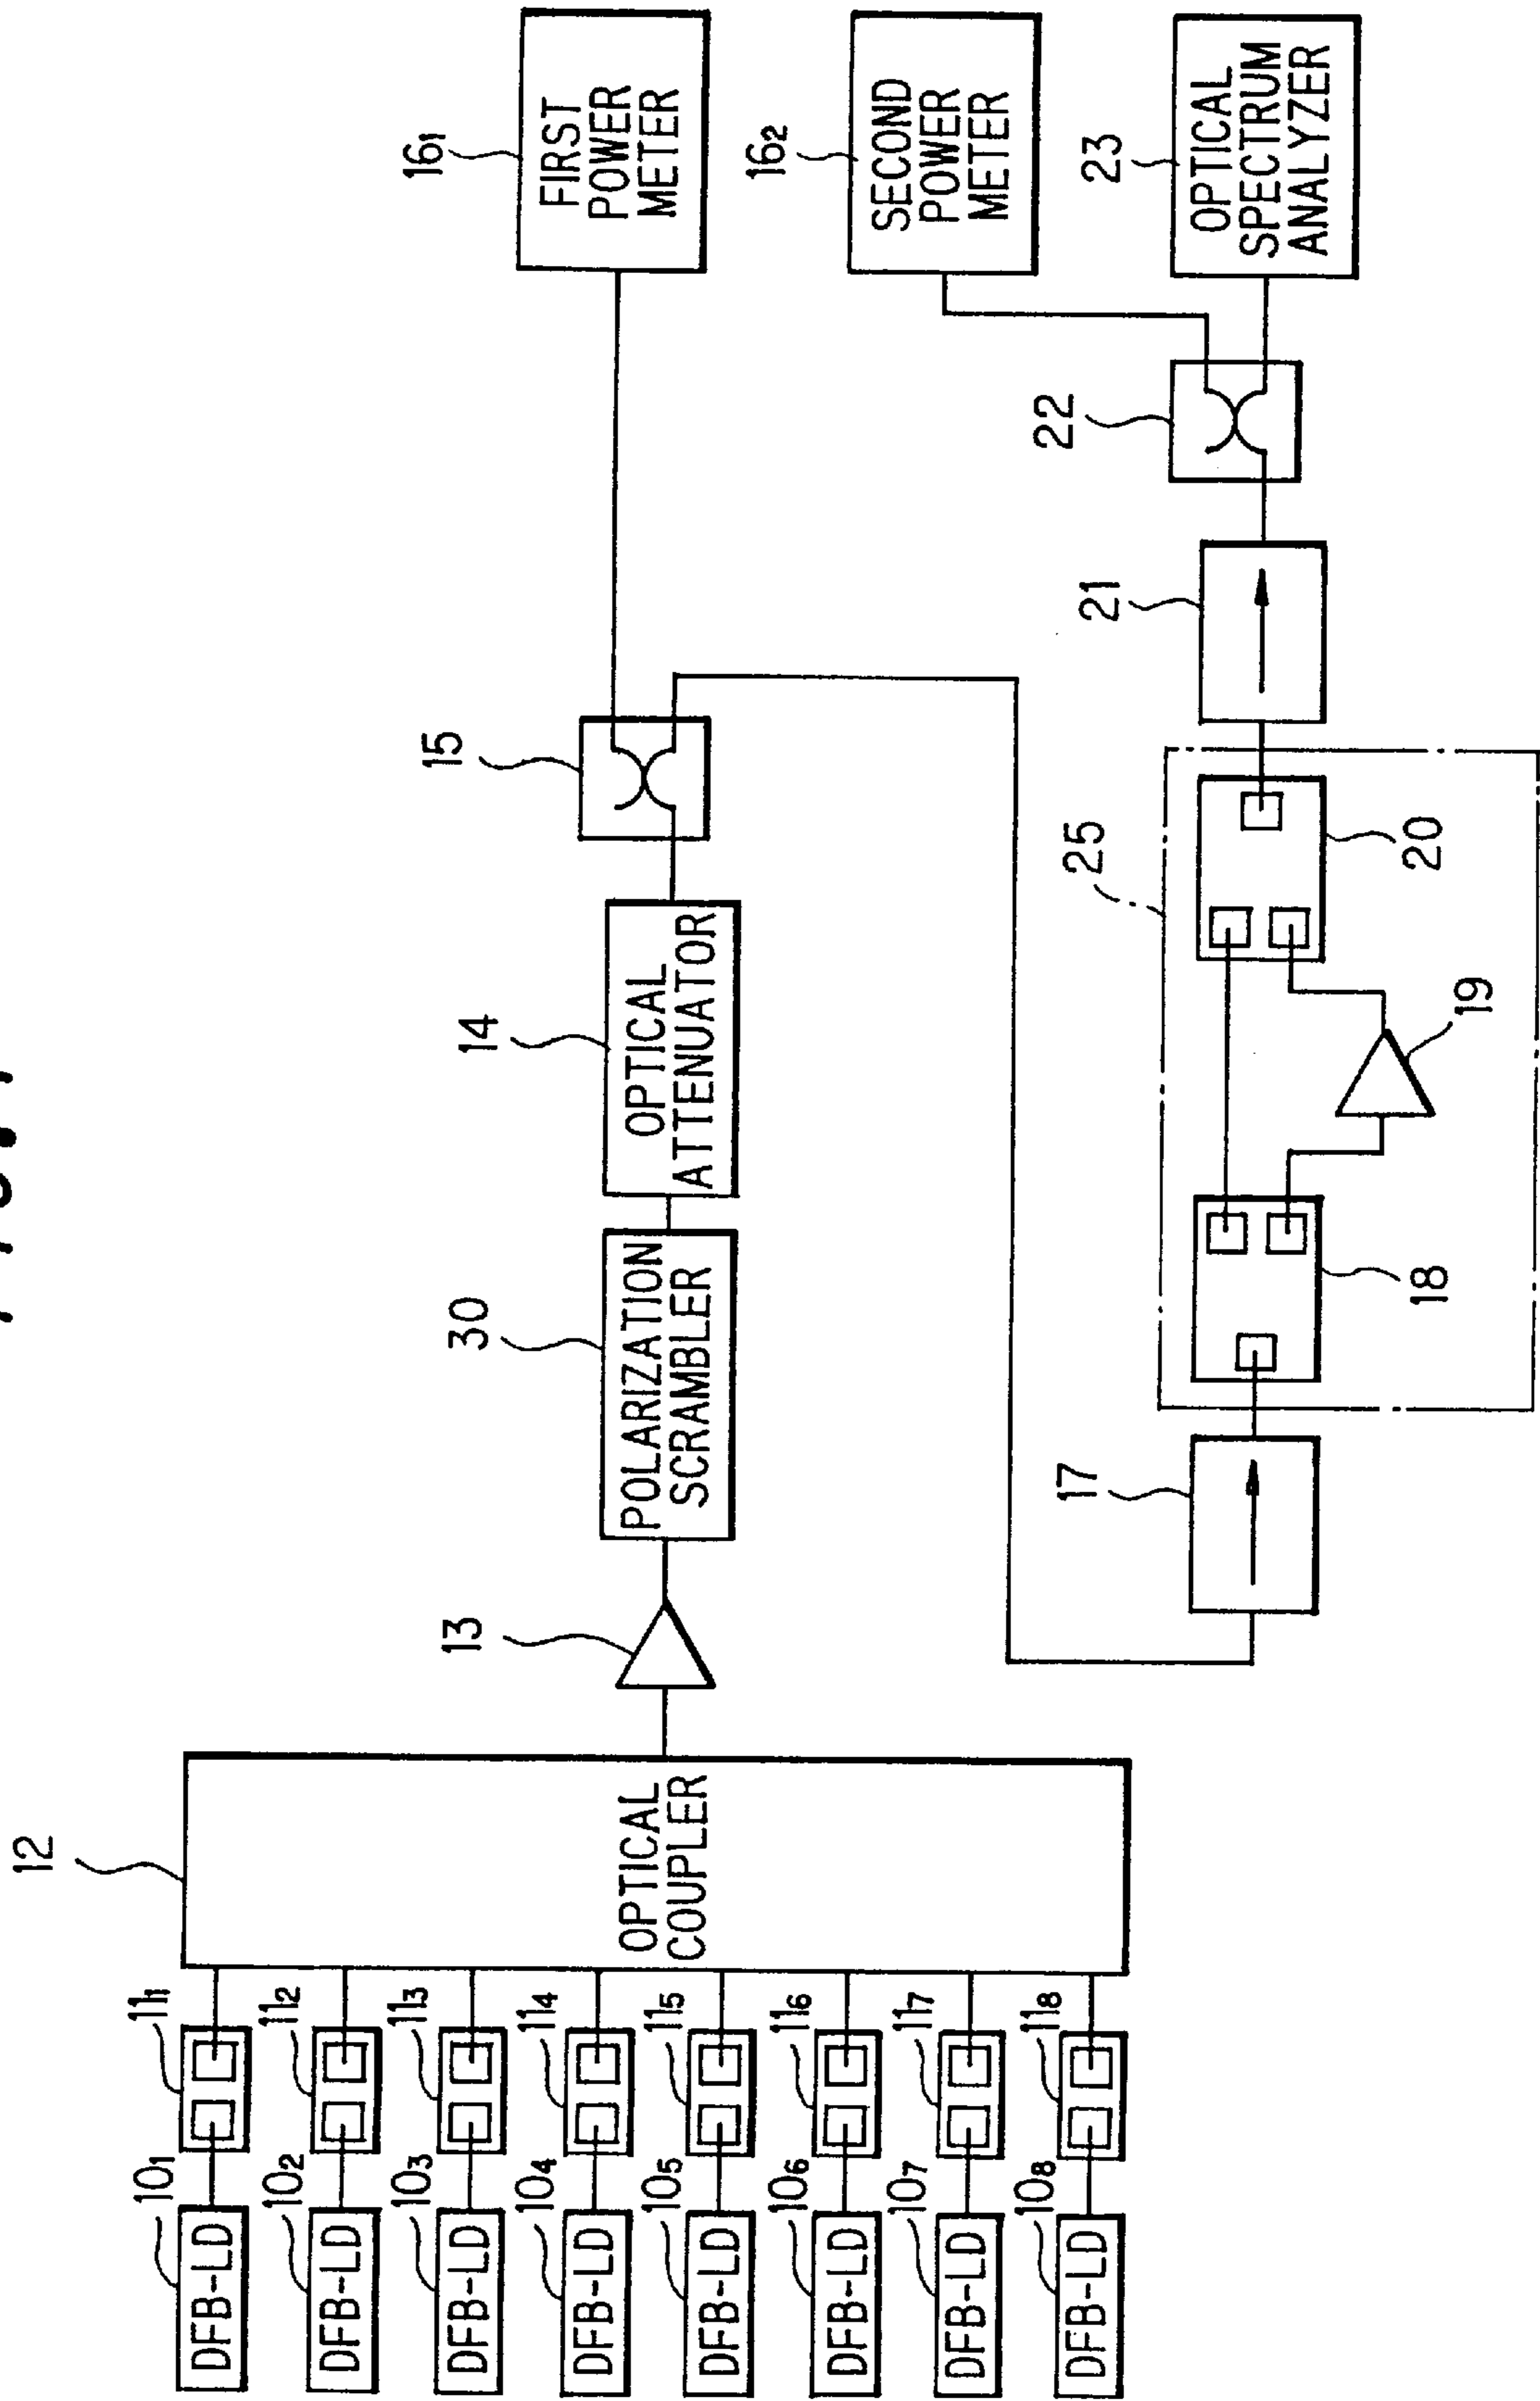 12
OPTICAL
COUPLER
10₁
11₁
DFB-LD
10₂
11₂
DFB-LD
10₃
11₃
DFB-LD
10₄
11₄
DFB-LD
10₅
11₅
DFB-LD
10₆
11₆
DFB-LD
10₇
11₇
DFB-LD
10₈
11₈
DFB-LD
13
30
POLARIZATION
SCRAMBLER
14
OPTICAL
ATTENUATOR
15
16₁
FIRST
POWER
METER
16₂
SECOND
POWER
METER
23
OPTICAL
SPECTRUM
ANALYZER
22
21
25
20
19
18
17